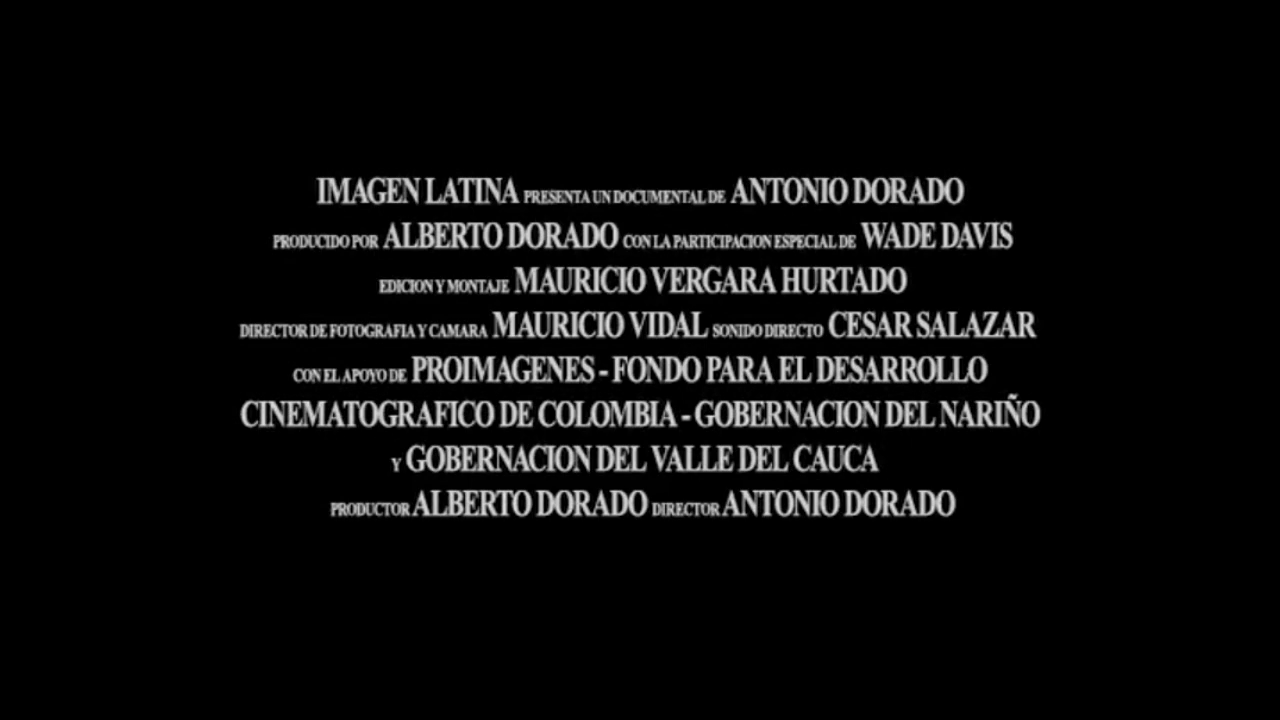 IMAGEN LATINA PRESENTA UN DOCUMENTAL DE ANTONIO DORADO
PRODUCIDO POR ALBERTO DORADO CON LA PARTICIPACION ESPECIAL DE WADE DAVIS
EDICION Y MONTAJE MAURICIO VERGARA HURTADO
DIRECTOR DE FOTOGRAFIA Y CAMARA MAURICIO VIDAL SONIDO DIRECTO CESAR SALAZAR
CON EL APOYO DE PROIMAGENES - FONDO PARA EL DESARROLLO
CINEMATOGRAFICO DE COLOMBIA - GOBERNACION DEL NARIÑO
Y GOBERNACION DEL VALLE DEL CAUCA
PRODUCTOR ALBERTO DORADO DIRECTOR ANTONIO DORADO